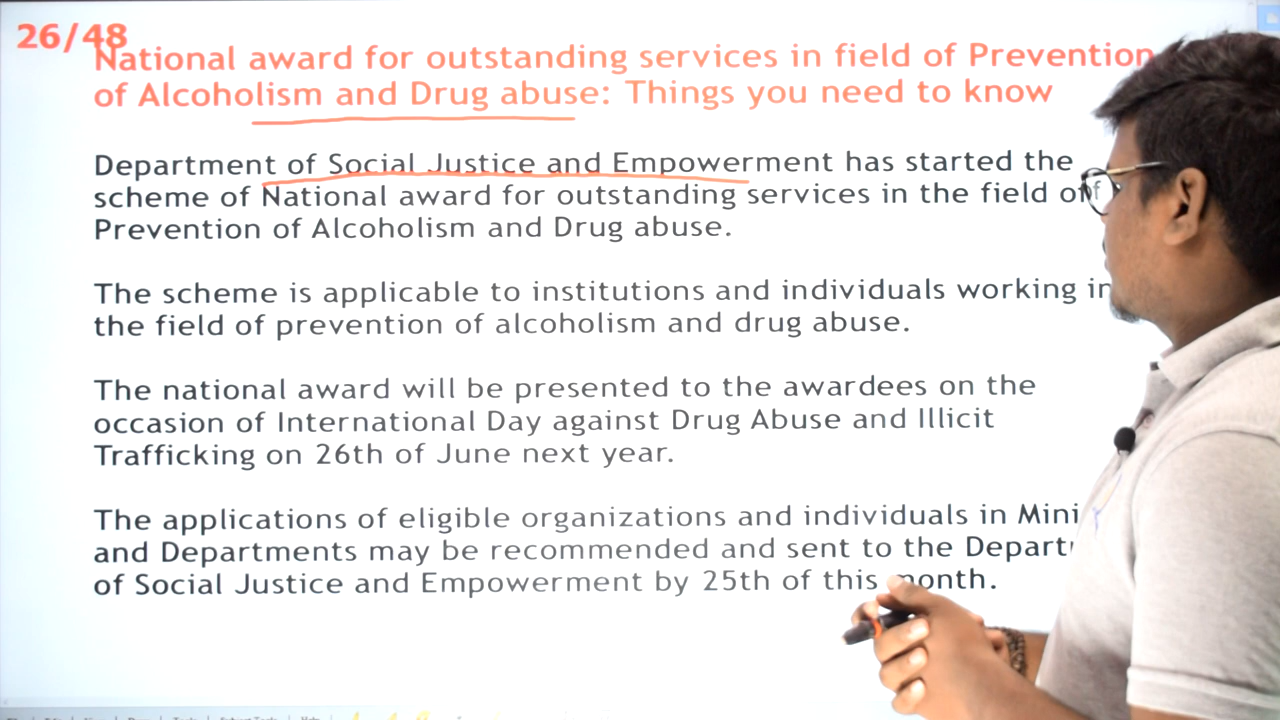 26/48
National award for outstanding services in field of Prevention
of Alcoholism and Drug abuse: Things you need to know
Department of Social Justice and Empowerment has started the
scheme of National award for outstanding services in the field of
Prevention of Alcoholism and Drug abuse.
The scheme is applicable to institutions and individuals working in
the field of prevention of alcoholism and drug abuse.
The national award will be presented to the awardees on the
occasion of International Day against Drug Abuse and Illicit
Trafficking on 26th of June next year.
The applications of eligible organizations and individuals in Mini
and Departments may be recommended and sent to the Depart
of Social Justice and Empowerment by 25th of this month.